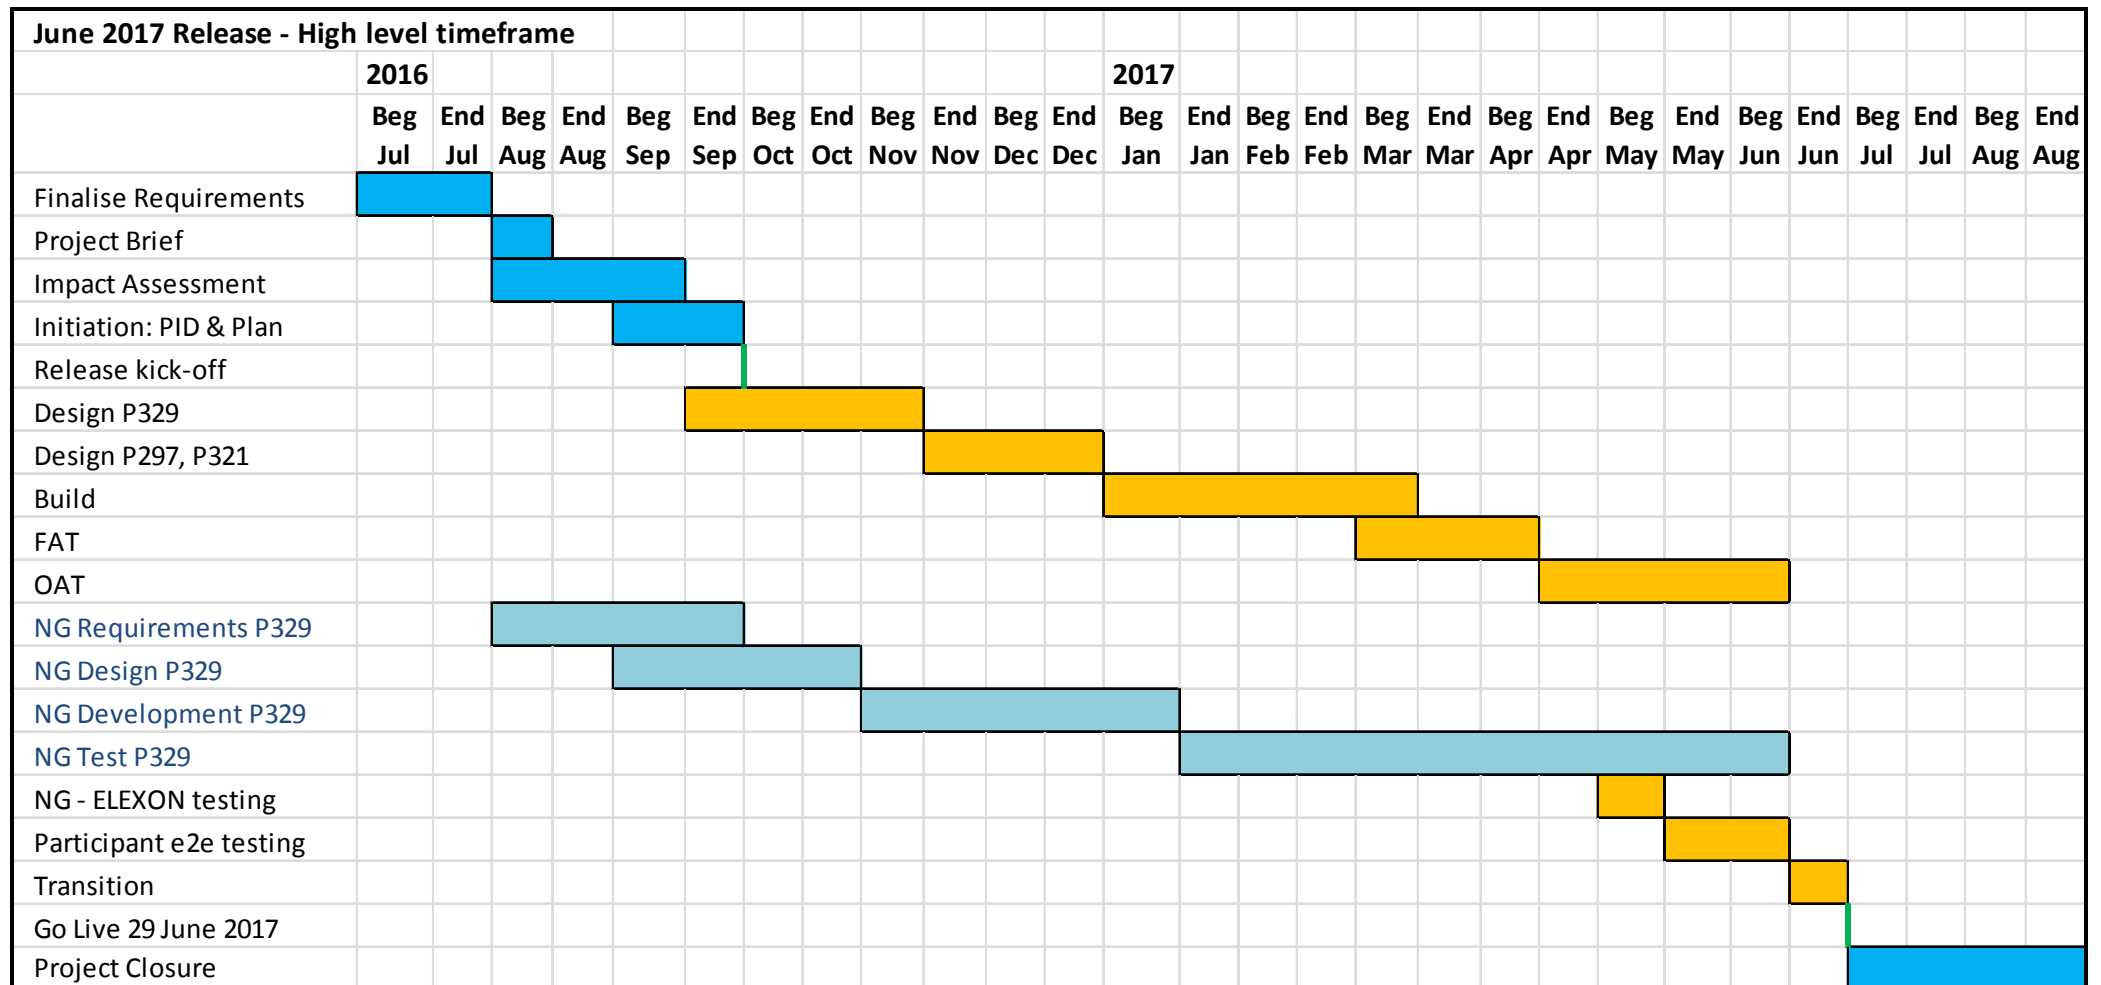 June 2017 Release - High level timeframe
2016 2017
Beg End Beg End Beg End Beg End Beg End Beg End Beg End Beg End Beg End Beg End Beg End Beg End Beg End Beg End
Jul Jul Aug Aug Sep Sep Oct Oct Nov Nov Dec Dec Jan Jan Feb Feb Mar Mar Apr Apr May May Jun Jun Jul Jul Aug Aug
Finalise Requirements
Project Brief
Impact Assessment
Initiation: PID & Plan
Release kick-off
Design P329
Design P297, P321
Build
FAT
OAT
NG Requirements P329
NG Design P329
NG Development P329
NG Test P329
NG - ELEXON testing
Participant e2e testing
Transition
Go Live 29 June 2017
Project Closure